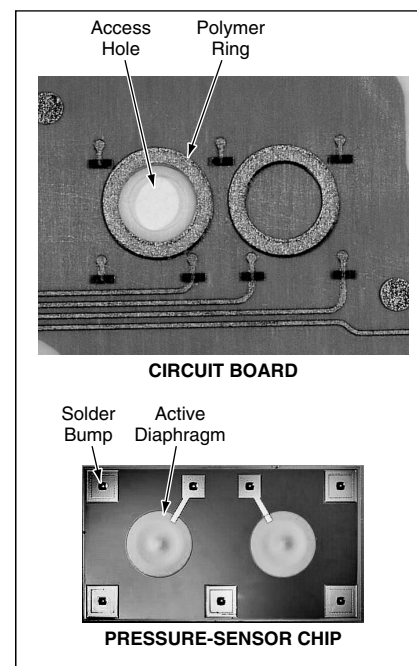 Access
Hole
Polymer
Ring
CIRCUIT BOARD
Solder
Bump
Active
Diaphragm
PRESSURE-SENSOR CHIP